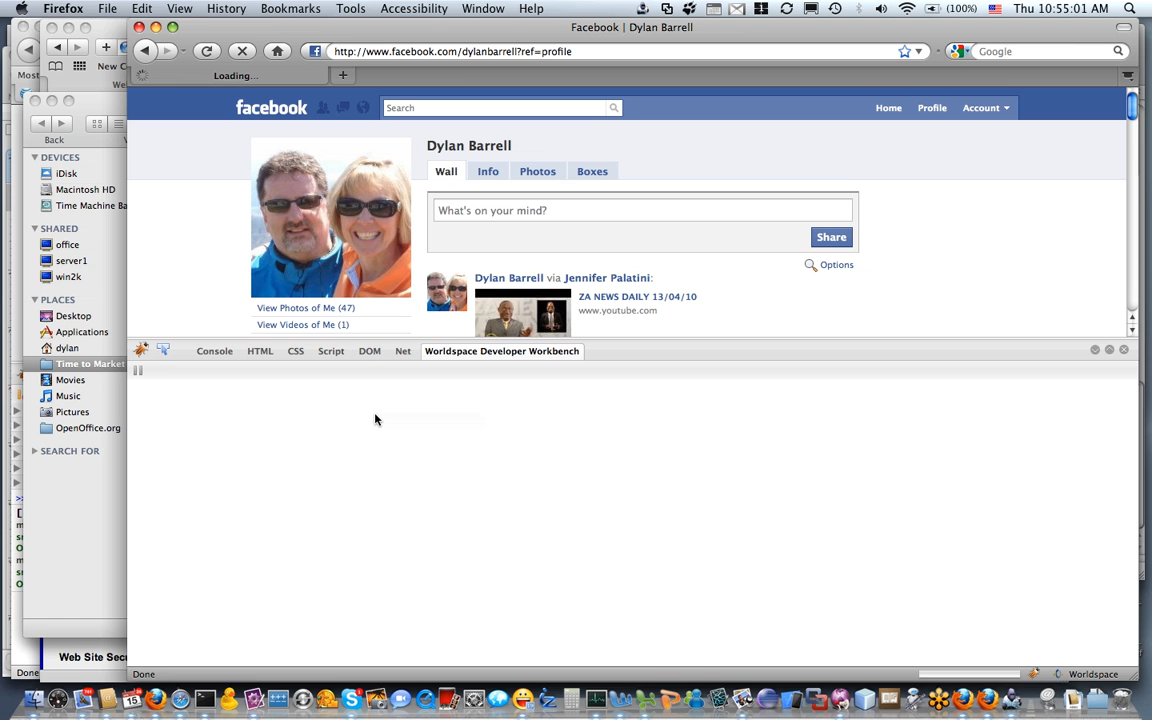 Firefox File Edit View History Bookmarks Tools Accessibility Window Help (100%) Thu 10:55:01 AM
Facebook | Dylan Barrell
http://www.facebook.com/dylanbarrell?ref=profile
Google
Most
New C
Loading...
facebook Search Home Profile Account
Back
DEVICES
iDisk
Macintosh HD
Time Machine Ba
SHARED
office
server1
win2k
PLACES
Desktop
Applications
dylan
Time to Market
Movies
Music
Pictures
OpenOffice.org
SEARCH FOR
Dylan Barrell
Wall Info Photos Boxes
What's on your mind?
Share
Options
Dylan Barrell via Jennifer Palatini:
ZA NEWS DAILY 13/04/10
www.youtube.com
View Photos of Me (47)
View Videos of Me (1)
Console HTML CSS Script DOM Net Worldspace Developer Workbench
Web Site Secu
Done
Done
Worldspace